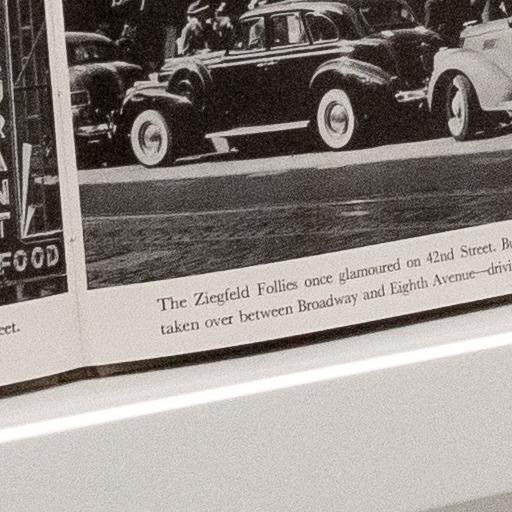 FOOD
eet.
The Ziegfeld Follies once glamoured on 42nd Street. Bu
taken over between Broadway and Eighth Avenue—drivi